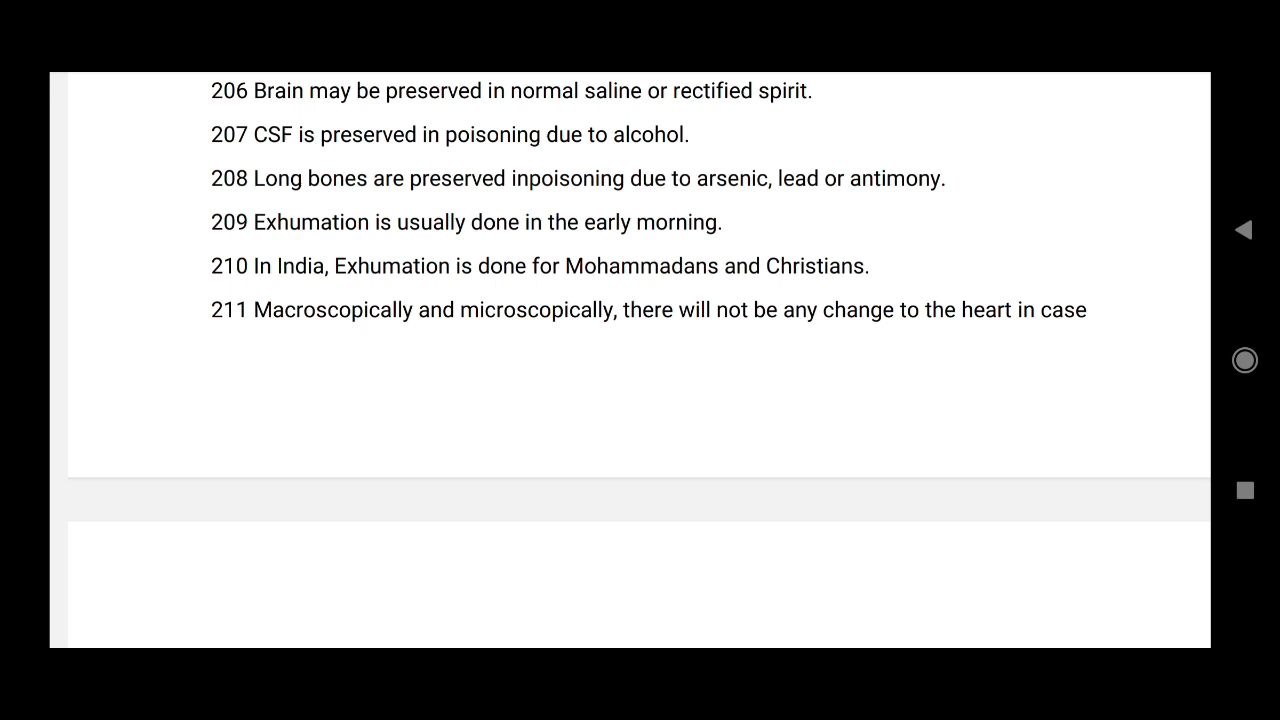 206 Brain may be preserved in normal saline or rectified spirit.
207 CSF is preserved in poisoning due to alcohol.
208 Long bones are preserved inpoisoning due to arsenic, lead or antimony.
209 Exhumation is usually done in the early morning.
210 In India, Exhumation is done for Mohammadans and Christians.
211 Macroscopically and microscopically, there will not be any change to the heart in case